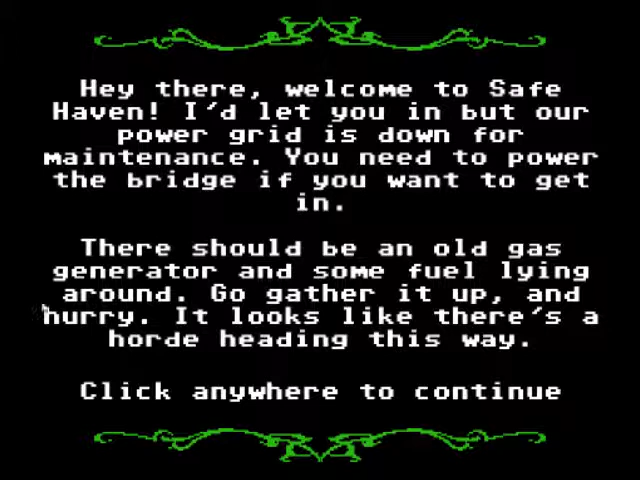 Hey there, welcome to Safe
Haven! I'd let you in but our
power grid is down for
maintenance. You need to power
the bridge if you want to get
in.
There should be an old gas
generator and some fuel lying
around. Go gather it up, and
hurry. It looks like there's a
horde heading this way.
Click anywhere to continue